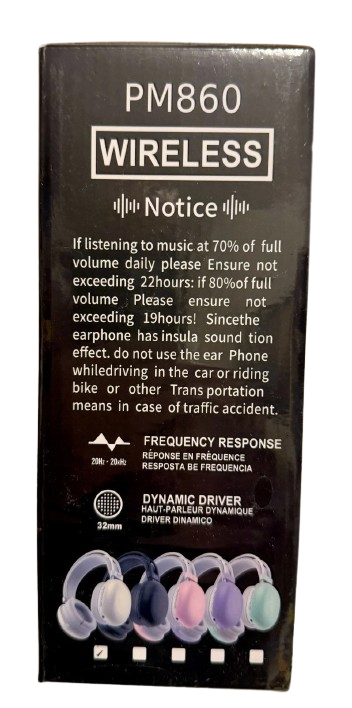 PM860
WIRELESS
Notice
If listening to music at 70% of full
volume daily please Ensure not
exceeding 22hours: if 80%of full
volume Please ensure not
exceeding 19hours! Sincethe
earphone has insula sound tion
effect. do not use the ear Phone
whiledriving in the car or riding
bike or other Trans portation
means in case of traffic accident.
FREQUENCY RESPONSE
RÉPONSE EN FRÉQUENCE
RESPOSTA BE FREQUENCIA
20Hz - 20KHz
DYNAMIC DRIVER
HAUT-PARLEUR DYNAMIQUE
DRIVER DINAMICO
32mm